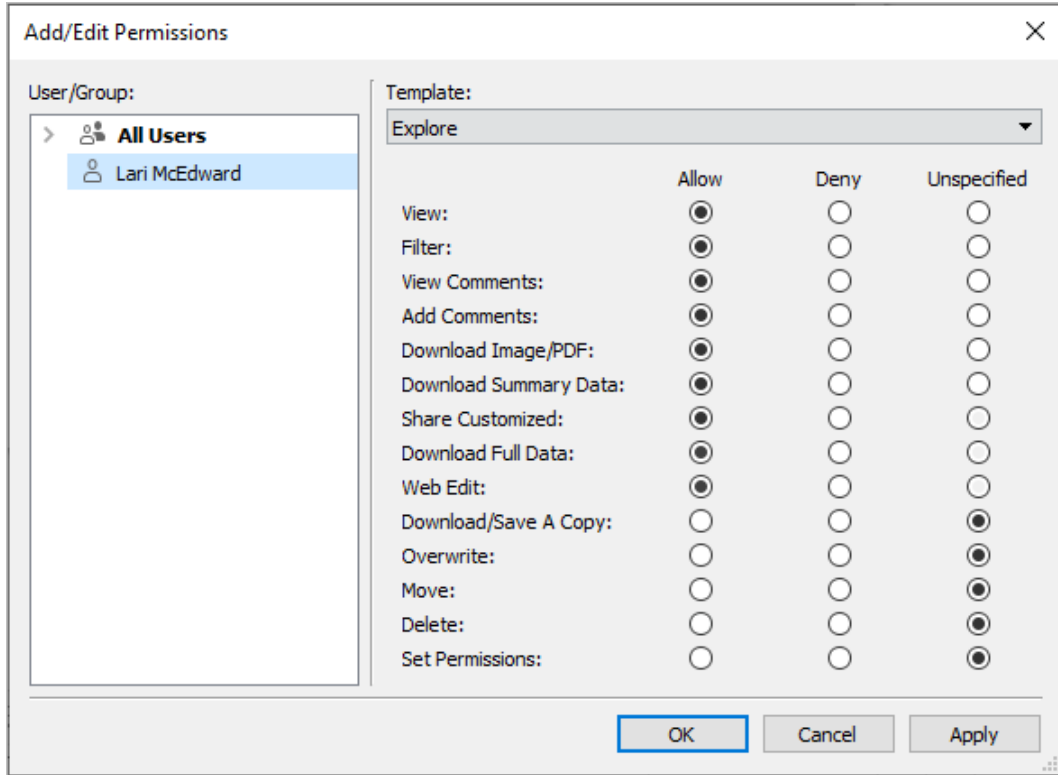 Add/Edit Permissions
User/Group:
All Users
Lari McEdward
Template:
Explore
Allow Deny Unspecified
View:
Filter:
View Comments:
Add Comments:
Download Image/PDF:
Download Summary Data:
Share Customized:
Download Full Data:
Web Edit:
Download/Save A Copy:
Overwrite:
Move:
Delete:
Set Permissions:
OK Cancel Apply